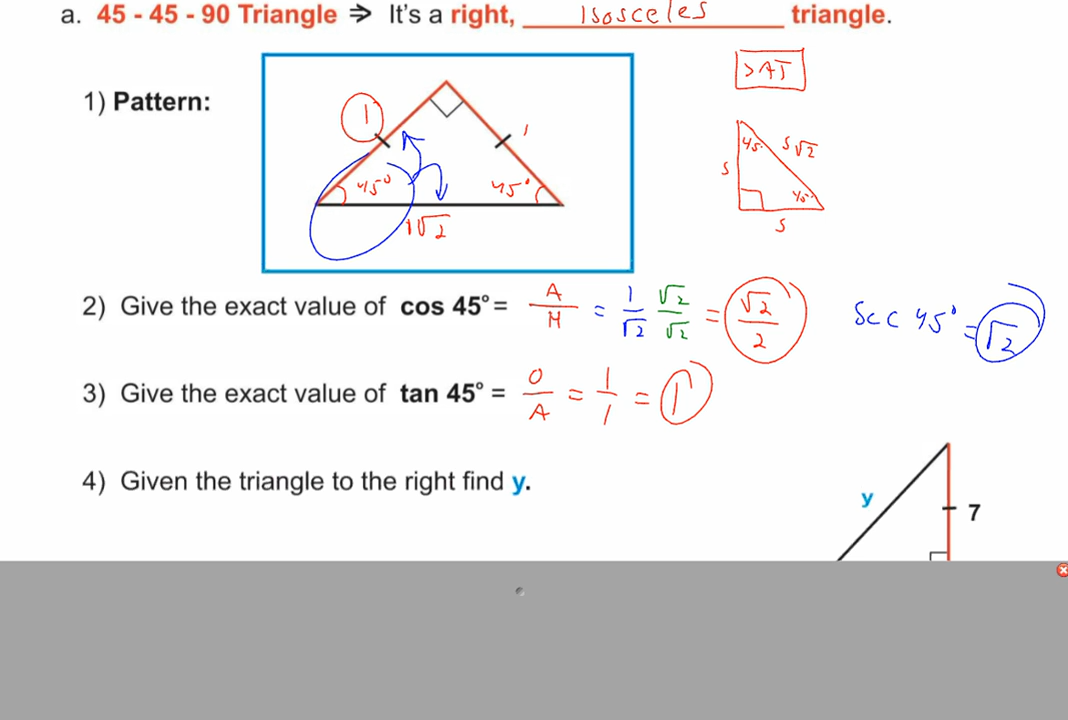 a. 45 - 45 - 90 Triangle ⇒ It's a right, Isosceles triangle.
SAT
1) Pattern:
1
1
45°
45°
1√2
45°
s√2
s
45°
s
2) Give the exact value of cos 45° = A/H = 1/√2 √2/√2 = √2/2
Sec 45° = √2
3) Give the exact value of tan 45° = O/A = 1/1 = 1
4) Given the triangle to the right find y.
y
7